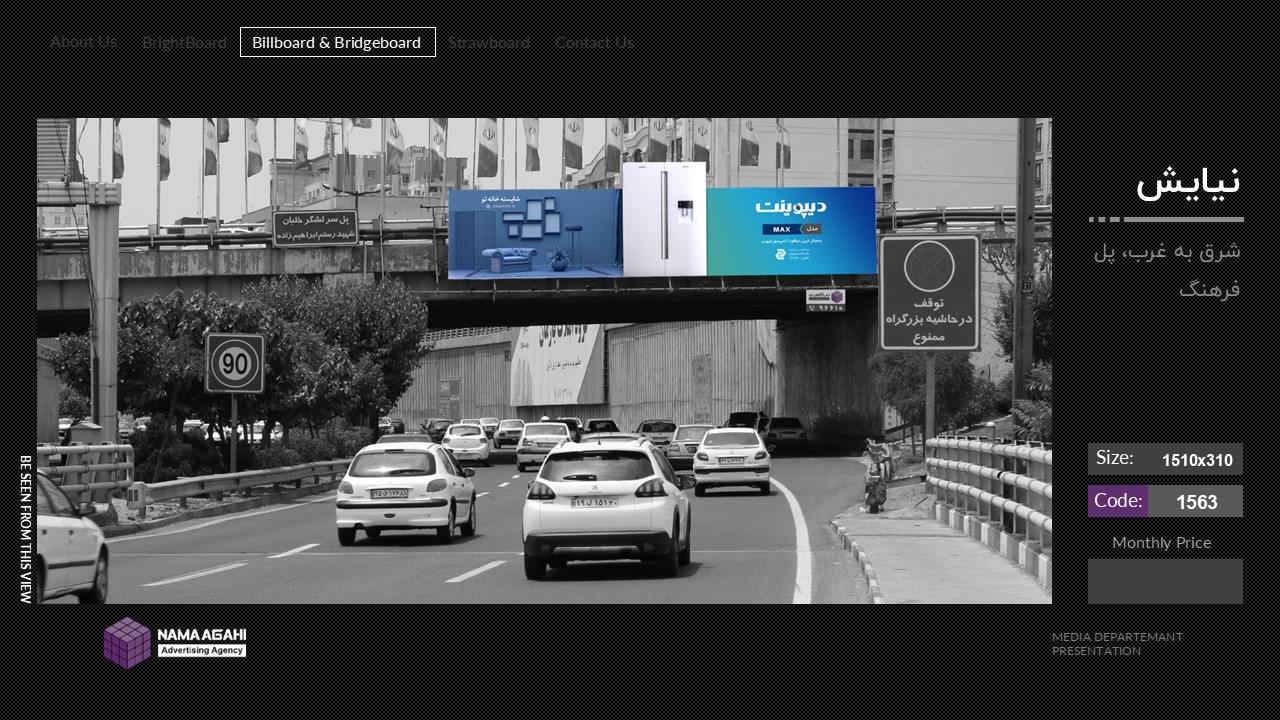 About Us
BrightBoard
Billboard & Bridgeboard
Strawboard
Contact Us
نیایش
شرق به غرب، پل
فرهنگ
شایسته خانه تو
دیپوینت
مدل MAX
پل سر لشگر خلبان
شهید رستم ابراهیم زاده
۹۶۶۱۰
توقف
در حاشیه بزرگراه
ممنوع
90
BE SEEN FROM THIS VIEW
Size: 1510x310
Code: 1563
Monthly Price
NAMA AGAHI
Advertising Agency
MEDIA DEPARTEMANT
PRESENTATION